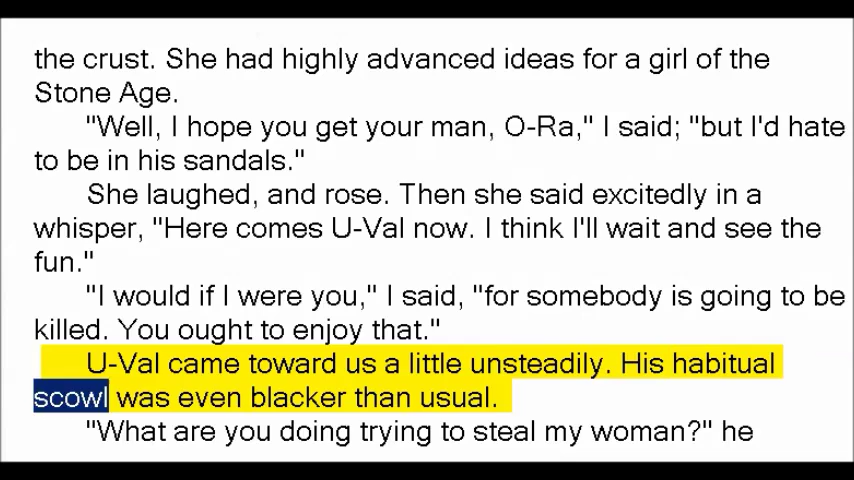 the crust. She had highly advanced ideas for a girl of the
Stone Age.
"Well, I hope you get your man, O-Ra," I said; "but I'd hate
to be in his sandals."
She laughed, and rose. Then she said excitedly in a
whisper, "Here comes U-Val now. I think I'll wait and see the
fun."
"I would if I were you," I said, "for somebody is going to be
killed. You ought to enjoy that."
U-Val came toward us a little unsteadily. His habitual
scowl was even blacker than usual.
"What are you doing trying to steal my woman?" he